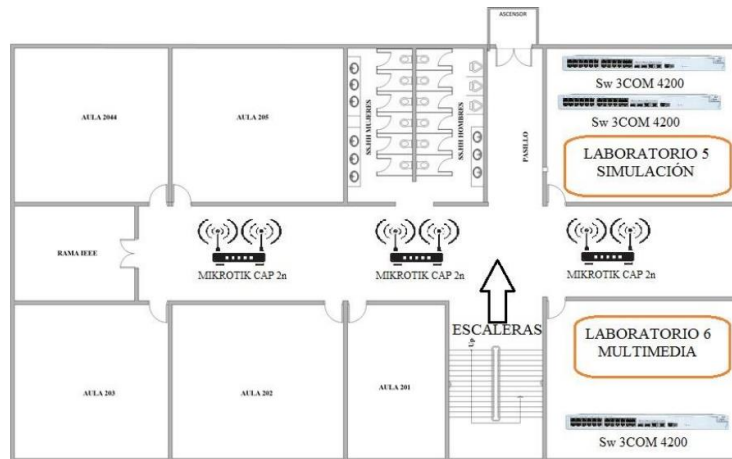 ASCENSOR
Sw 3COM 4200
Sw 3COM 4200
AULA 2044
AULA 205
SS.HH MUJERES
SS.HH HOMBRES
PASILLO
LABORATORIO 5
SIMULACIÓN
RAMA IEEE
MIKROTIK CAP 2n
MIKROTIK CAP 2n
MIKROTIK CAP 2n
ESCALERAS
Up
LABORATORIO 6
MULTIMEDIA
AULA 203
AULA 202
AULA 201
Sw 3COM 4200